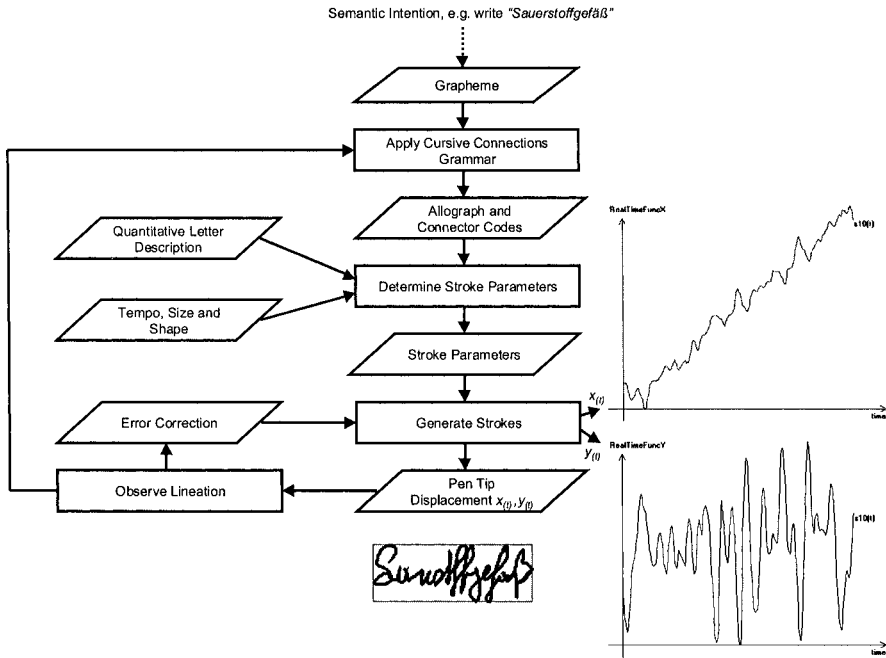 Semantic Intention, e.g. write "Sauerstoffgefäß"
Grapheme
Apply Cursive Connections
Grammar
Allograph and
Connector Codes
Quantitative Letter
Description
Determine Stroke Parameters
Tempo, Size and
Shape
Stroke Parameters
Error Correction
Generate Strokes
x(t)
y(t)
Observe Lineation
Pen Tip
Displacement x(t), y(t)
Sauerstoffgefäß
RealTimeFuncX
s10(t)
time
RealTimeFuncY
s10(t)
time